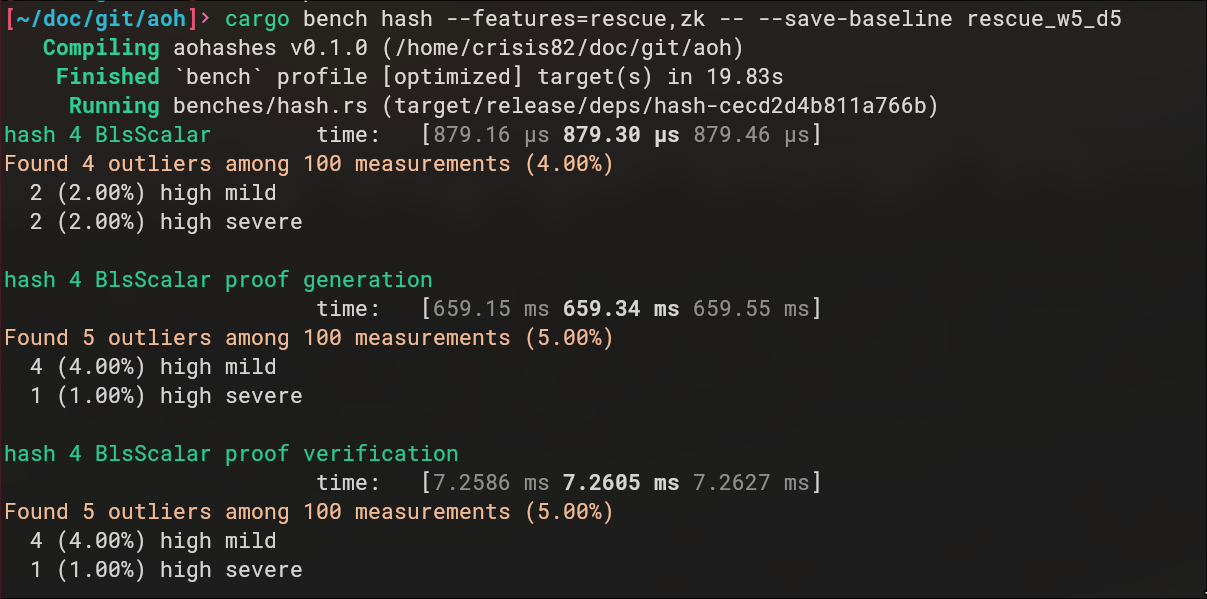 [~/doc/git/aoh]› cargo bench hash --features=rescue,zk -- --save-baseline rescue_w5_d5
Compiling aohashes v0.1.0 (/home/crisis82/doc/git/aoh)
Finished `bench` profile [optimized] target(s) in 19.83s
Running benches/hash.rs (target/release/deps/hash-cecd2d4b811a766b)
hash 4 BlsScalar time: [879.16 µs 879.30 µs 879.46 µs]
Found 4 outliers among 100 measurements (4.00%)
2 (2.00%) high mild
2 (2.00%) high severe
hash 4 BlsScalar proof generation
time: [659.15 ms 659.34 ms 659.55 ms]
Found 5 outliers among 100 measurements (5.00%)
4 (4.00%) high mild
1 (1.00%) high severe
hash 4 BlsScalar proof verification
time: [7.2586 ms 7.2605 ms 7.2627 ms]
Found 5 outliers among 100 measurements (5.00%)
4 (4.00%) high mild
1 (1.00%) high severe